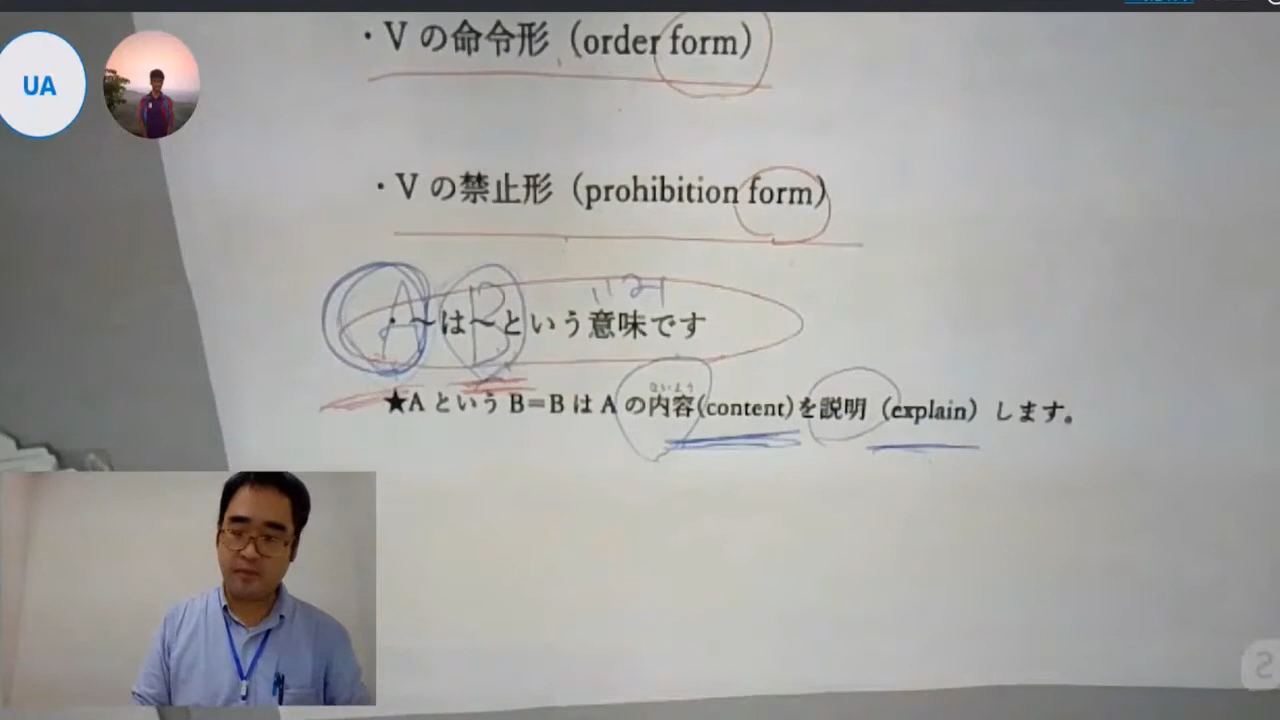 UA
・Vの命令形（order form）
・Vの禁止形（prohibition form）
A B いみ
・～は～という意味です
ないよう
★AというB=BはAの内容(content)を説明（explain）します。